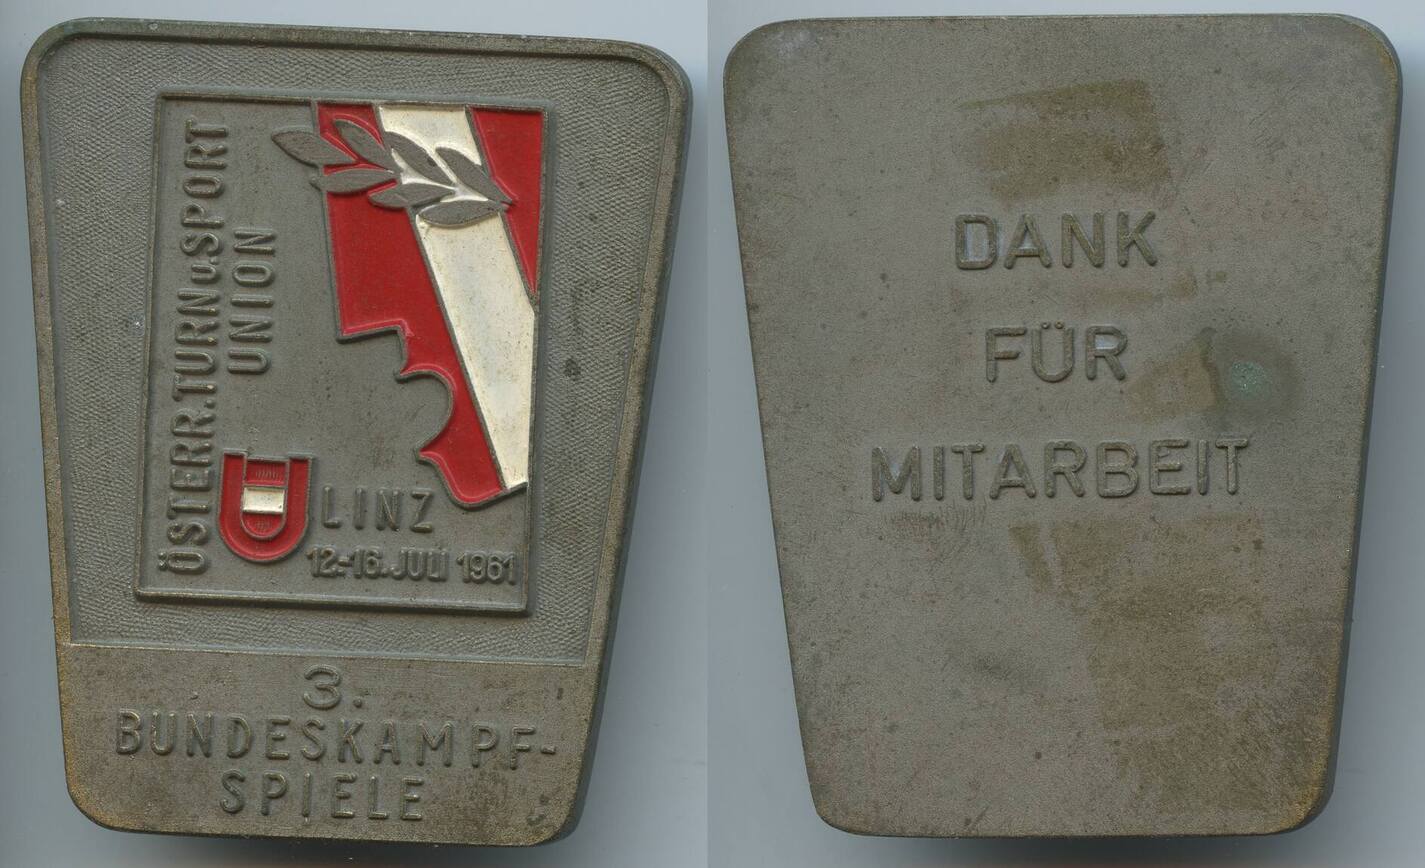 ÖSTERR.TURN u.SPORT
UNION
LINZ
12.-16. JULI 1961
3.
BUNDESKAMPF-
SPIELE
DANK
FÜR
MITARBEIT